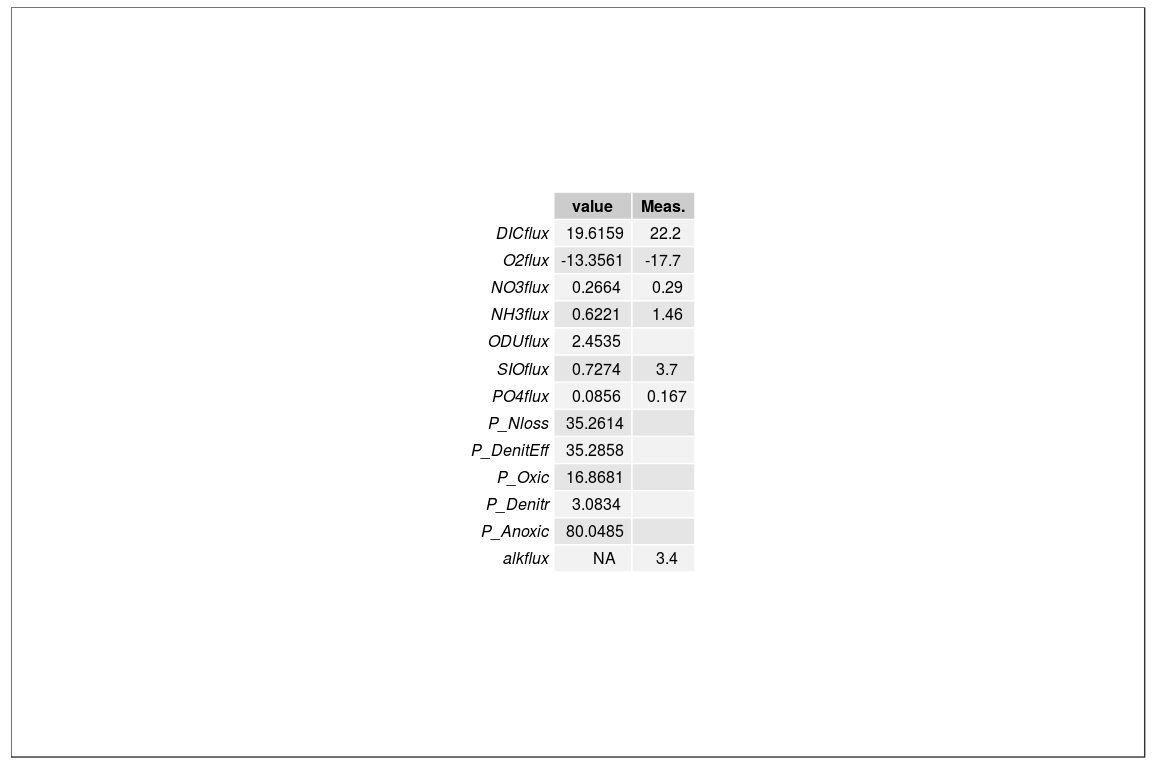 value Meas.
DICflux 19.6159 22.2
O2flux -13.3561 -17.7
NO3flux 0.2664 0.29
NH3flux 0.6221 1.46
ODUflux 2.4535
SIOflux 0.7274 3.7
PO4flux 0.0856 0.167
P_Nloss 35.2614
P_DenitEff 35.2858
P_Oxic 16.8681
P_Denitr 3.0834
P_Anoxic 80.0485
alkflux NA 3.4